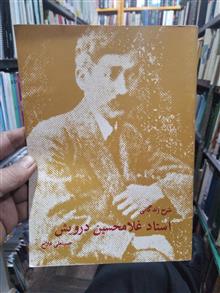 شرح زندگانی
استاد غلامحسین درویش
حسینعلی ملاح